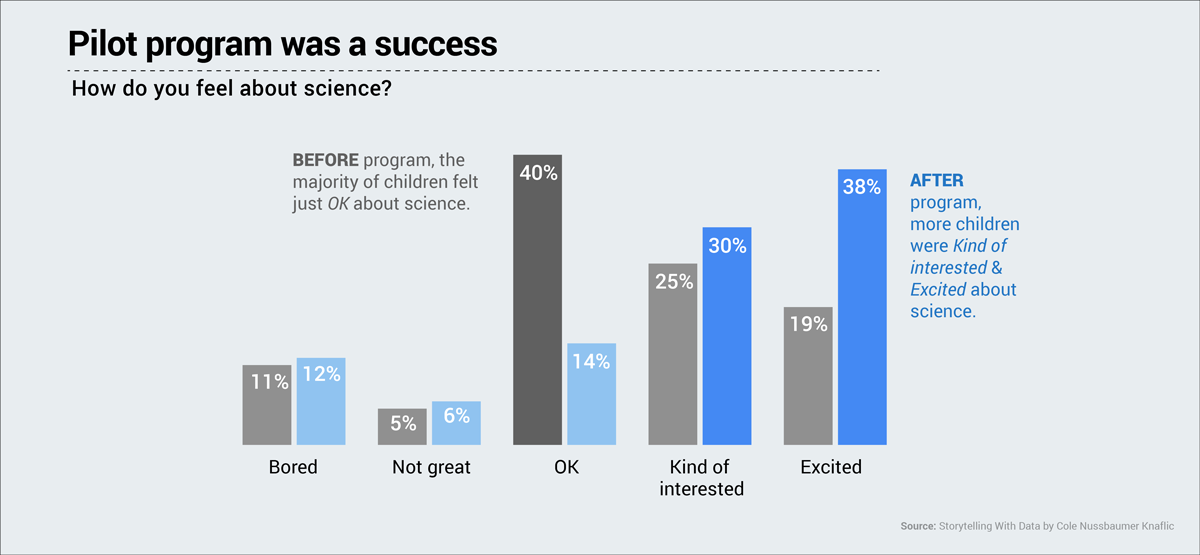 Pilot program was a success
How do you feel about science?
BEFORE program, the
majority of children felt
just OK about science.
40%
38%
AFTER
program,
more children
were Kind of
interested &
Excited about
science.
30%
25%
19%
14%
11%
12%
5%
6%
Bored
Not great
OK
Kind of
interested
Excited
Source: Storytelling With Data by Cole Nussbaumer Knaflic